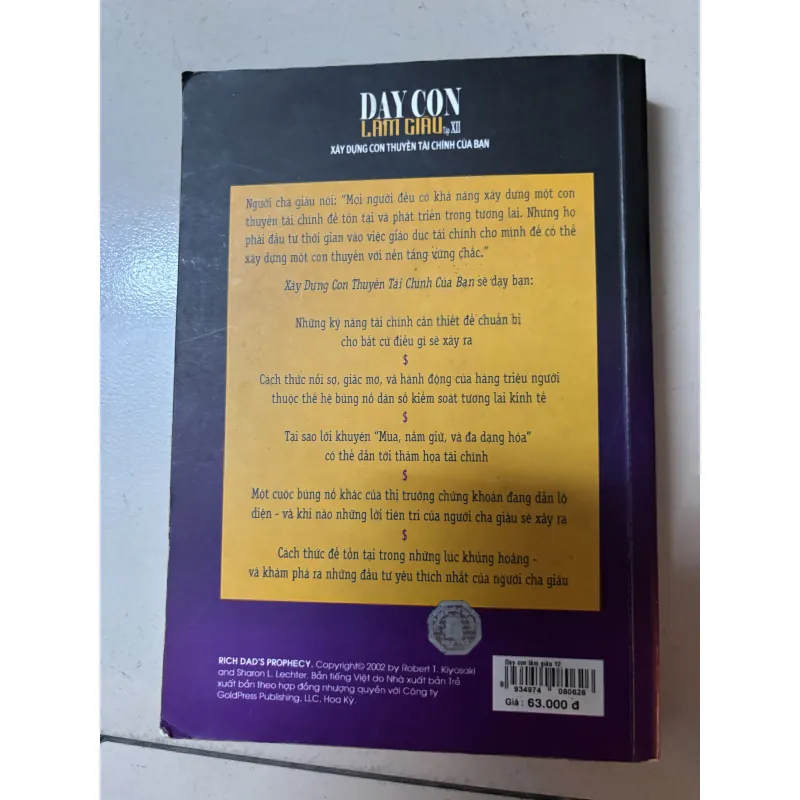 DẠY CON
LÀM GIÀU Tập XII
XÂY DỰNG CON THUYỀN TÀI CHÍNH CỦA BẠN
Người cha giàu nói: “Mọi người đều có khả năng xây dựng một con
thuyền tài chính để tồn tại và phát triển trong tương lai. Nhưng họ
phải đầu tư thời gian vào việc giáo dục tài chính cho mình để có thể
xây dựng một con thuyền với nền tảng vững chắc.”
Xây Dựng Con Thuyền Tài Chính Của Bạn sẽ dạy bạn:
Những kỹ năng tài chính cần thiết để chuẩn bị
cho bất cứ điều gì sẽ xảy ra
$
Cách thức nỗi sợ, giấc mơ, và hành động của hàng triệu người
thuộc thế hệ bùng nổ dân số kiểm soát tương lai kinh tế
$
Tại sao lời khuyên “Mua, nắm giữ, và đa dạng hóa”
có thể dẫn tới thảm họa tài chính
$
Một cuộc bùng nổ khác của thị trường chứng khoán đang dần lộ
diện - và khi nào những lời tiên tri của người cha giàu sẽ xảy ra
$
Cách thức để tồn tại trong những lúc khủng hoảng -
và khám phá ra những đầu tư yêu thích nhất của người cha giàu
RICH DAD'S PROPHECY. Copyright© 2002 by Robert T. Kiyosaki
and Sharon L. Lechter. Bản tiếng Việt do Nhà xuất bản Trẻ
xuất bản theo hợp đồng nhượng quyền với Công ty
GoldPress Publishing, LLC, Hoa Kỳ.
Dạy con làm giàu 12
8 934974 080626
Giá : 63.000 đ